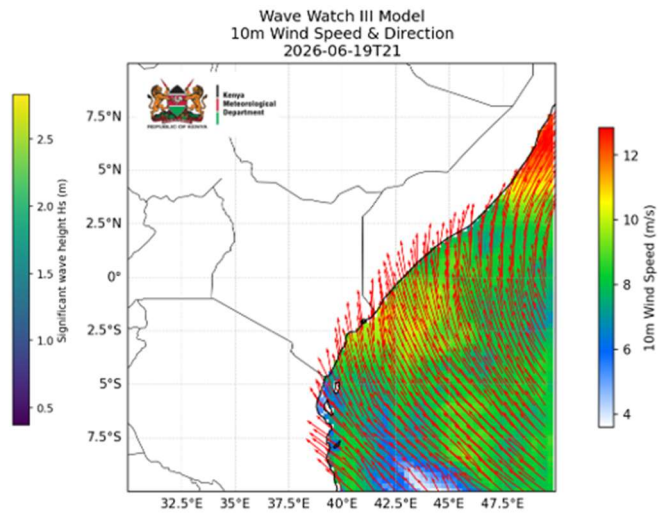 Wave Watch III Model
10m Wind Speed & Direction
2026-06-19T21
Kenya
Meteorological
Department
REPUBLIC OF KENYA
7.5°N
5°N
2.5°N
0°
2.5°S
5°S
7.5°S
32.5°E
35°E
37.5°E
40°E
42.5°E
45°E
47.5°E
2.5
2.0
1.5
1.0
0.5
Significant wave height Hs (m)
12
10
8
6
4
10m Wind Speed (m/s)